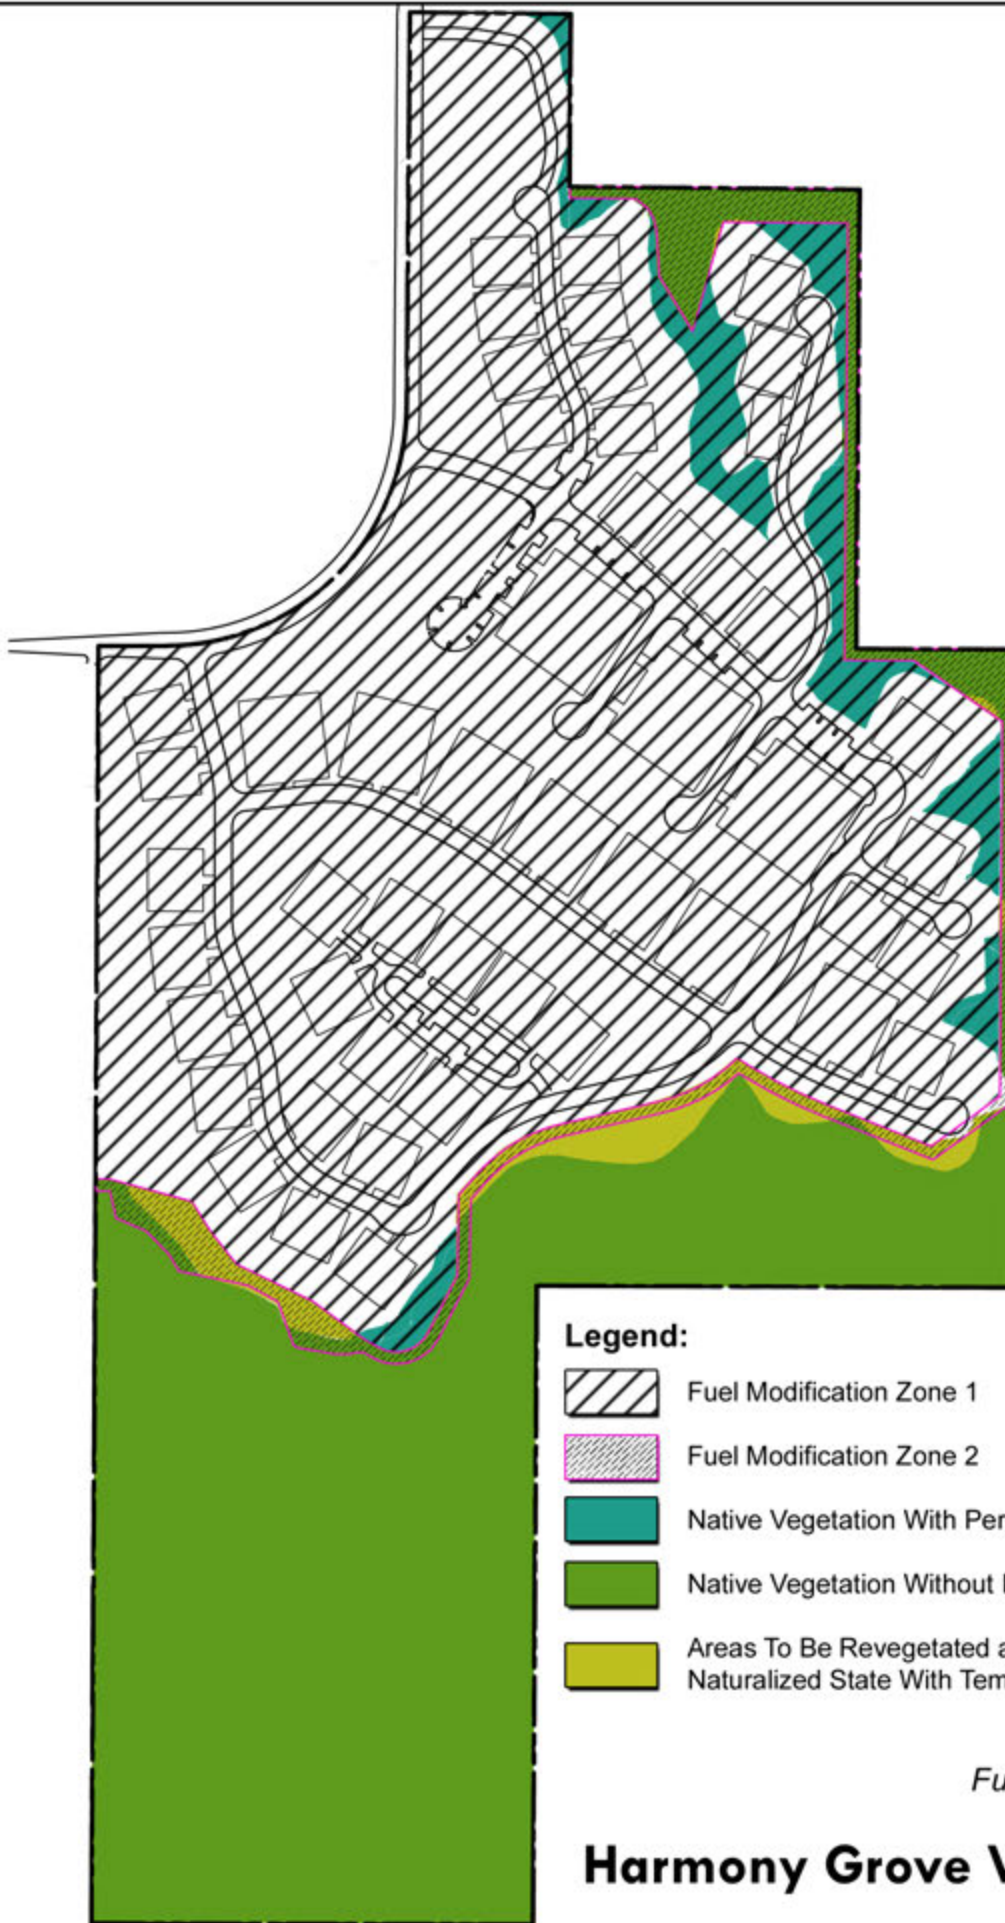 Legend:
Fuel Modification Zone 1
Fuel Modification Zone 2
Native Vegetation With Per
Native Vegetation Without
Areas To Be Revegetated a
Naturalized State With Tem
Fu
Harmony Grove V